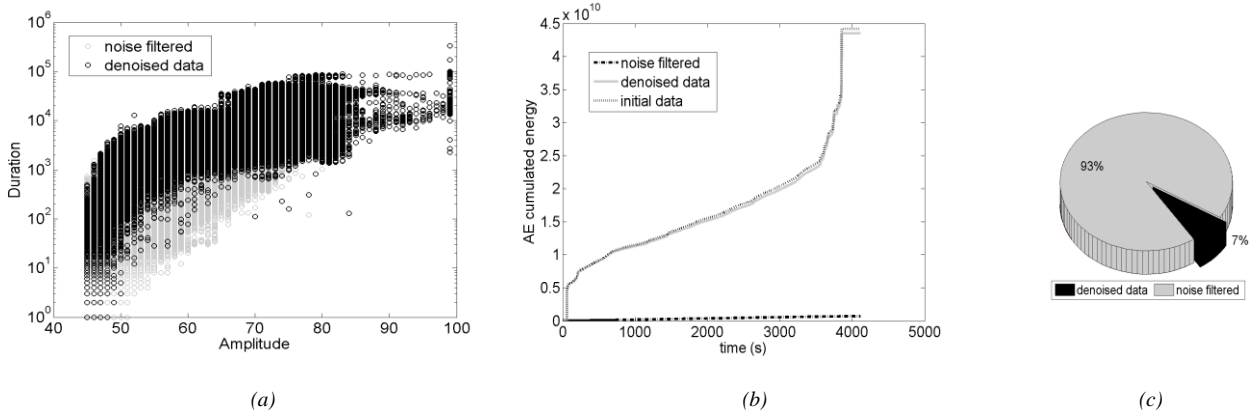 10^6
10^5
10^4
10^3
10^2
10^1
10^0
Duration
noise filtered
denoised data
40 50 60 70 80 90 100
Amplitude
(a)
x 10^10
4.5
4
3.5
3
2.5
2
1.5
1
0.5
0
AE cumulated energy
noise filtered
denoised data
initial data
0 1000 2000 3000 4000 5000
time (s)
(b)
93%
7%
denoised data noise filtered
(c)